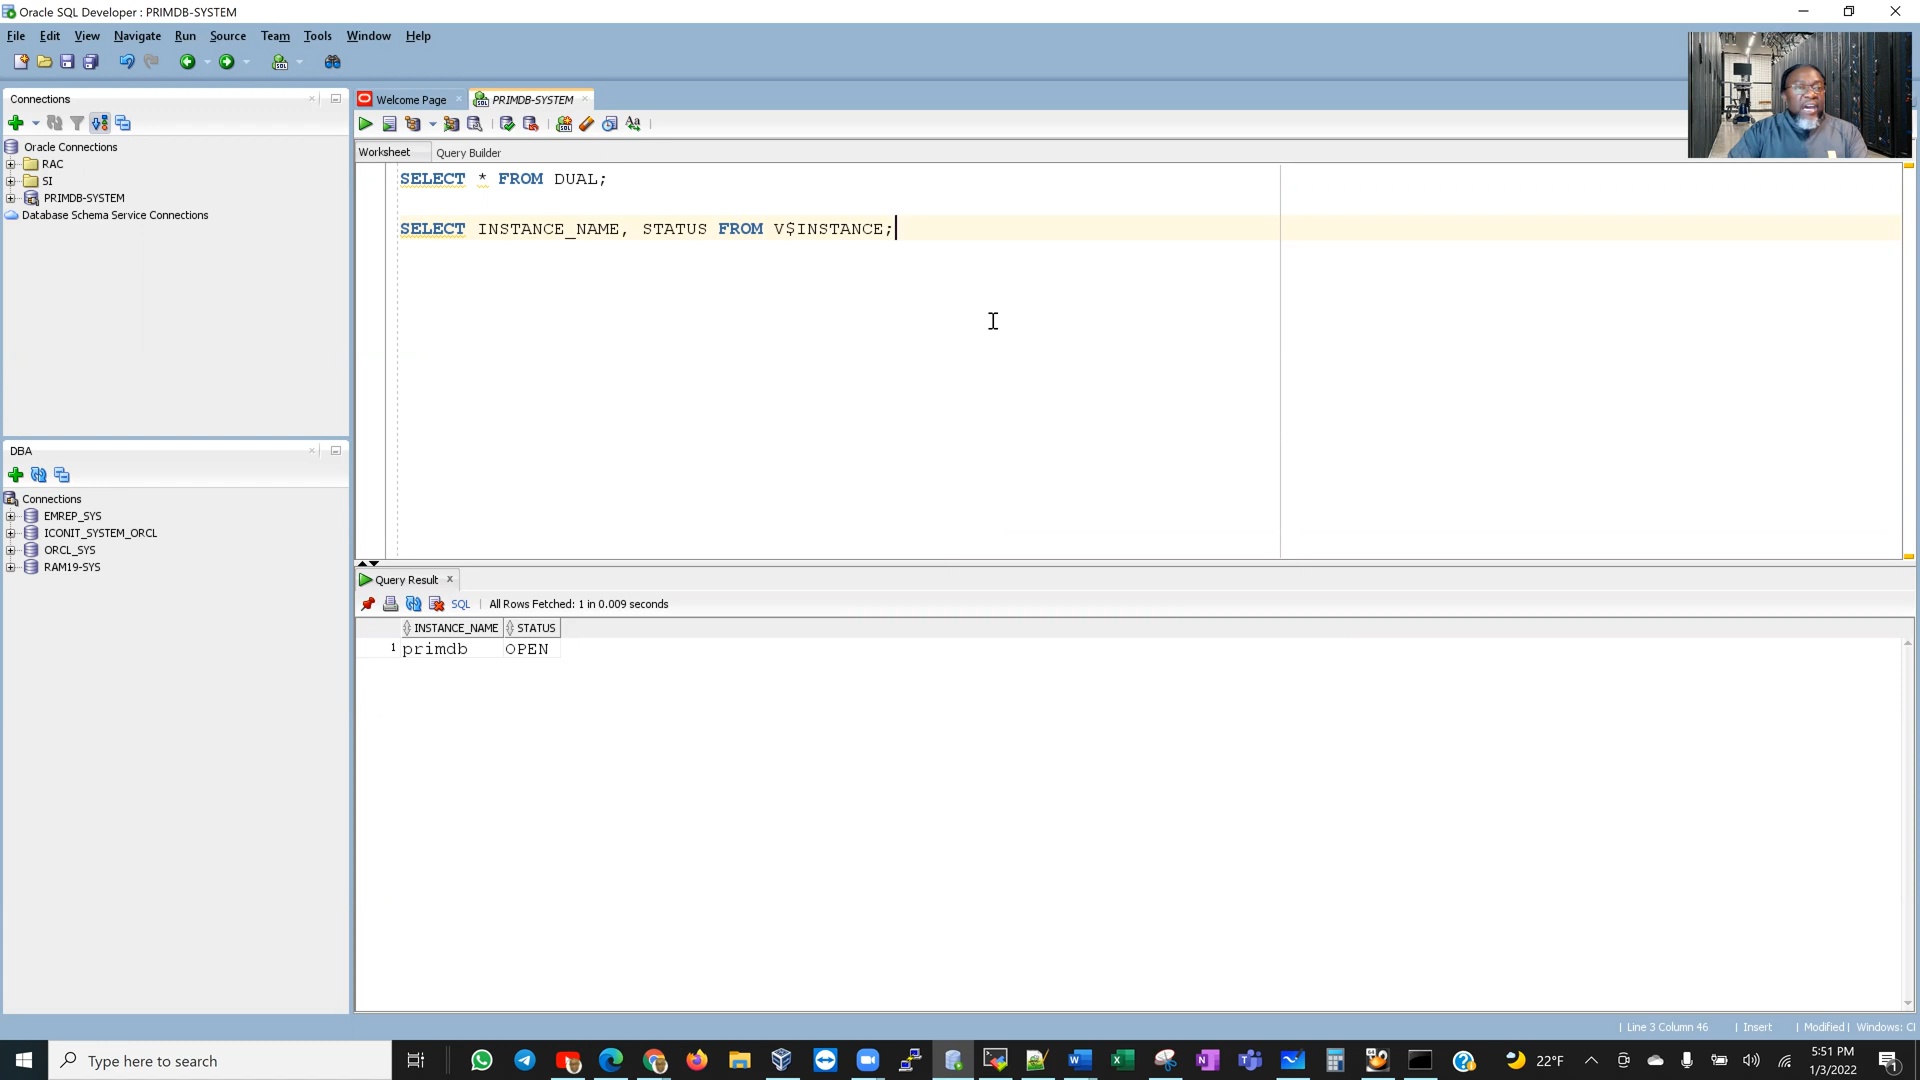 Oracle SQL Developer : PRIMDB-SYSTEM
File Edit View Navigate Run Source Team Tools Window Help
Connections
Oracle Connections
RAC
SI
PRIMDB-SYSTEM
Database Schema Service Connections
DBA
Connections
EMREP_SYS
ICONIT_SYSTEM_ORCL
ORCL_SYS
RAM19-SYS
Welcome Page PRIMDB-SYSTEM
Worksheet Query Builder
SELECT * FROM DUAL;
SELECT INSTANCE_NAME, STATUS FROM V$INSTANCE;
Query Result
SQL | All Rows Fetched: 1 in 0.009 seconds
INSTANCE_NAME STATUS
1 primdb OPEN
| Line 3 Column 46 | Insert | Modified | Windows: Cl
Type here to search
22°F
5:51 PM
1/3/2022